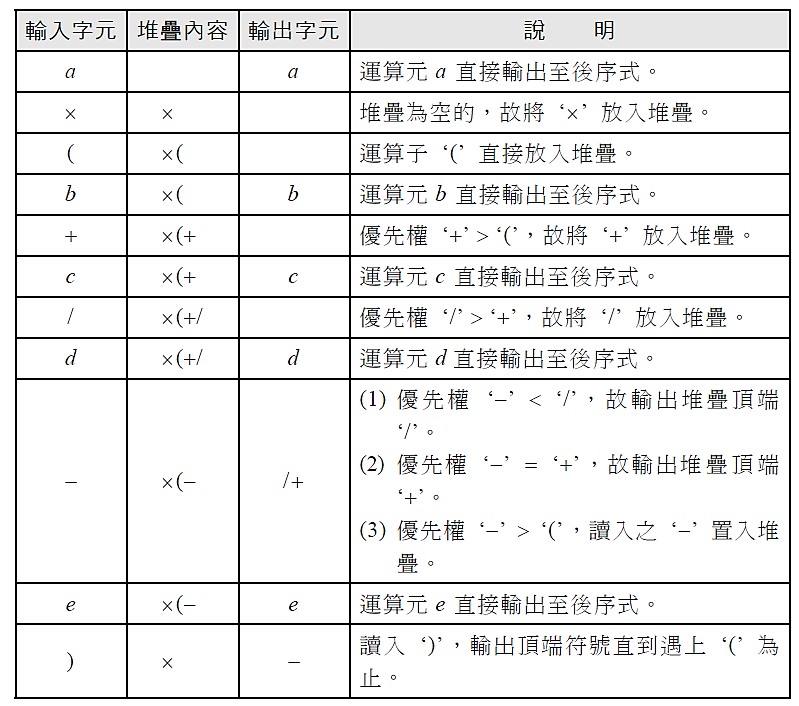 輸入字元 堆疊內容 輸出字元 說 明
a a 運算元 a 直接輸出至後序式。
× × 堆疊為空的，故將‘×’放入堆疊。
( ×( 運算子‘(’直接放入堆疊。
b ×( b 運算元 b 直接輸出至後序式。
+ ×(+ 優先權‘+’>‘(’，故將‘+’放入堆疊。
c ×(+ c 運算元 c 直接輸出至後序式。
/ ×(+/ 優先權‘/’>‘+’，故將‘/’放入堆疊。
d ×(+/ d 運算元 d 直接輸出至後序式。
(1) 優先權‘−’<‘/’，故輸出堆疊頂端
‘/’。
(2) 優先權‘−’=‘+’，故輸出堆疊頂端
− ×(− /+
‘+’。
(3) 優先權‘−’>‘(’，讀入之‘−’置入堆
疊。
e ×(− e 運算元 e 直接輸出至後序式。
) × − 讀入‘)’，輸出頂端符號直到遇上‘(’為
止。